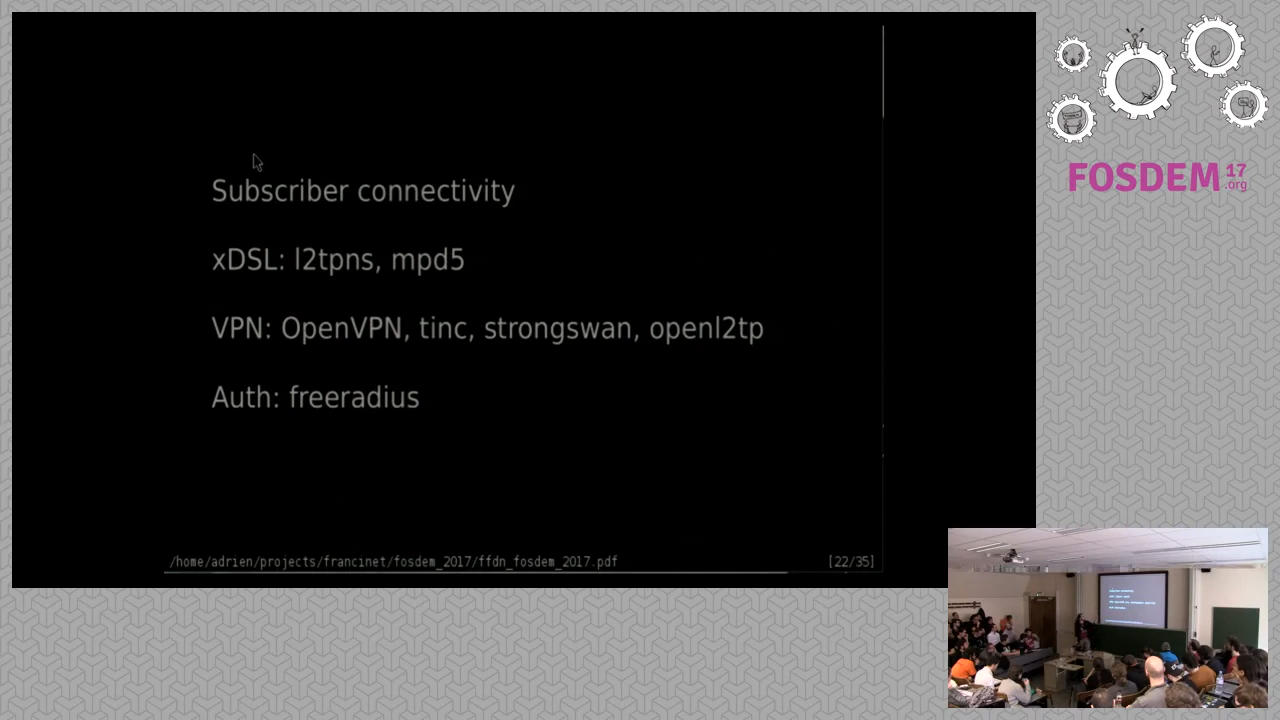 Subscriber connectivity
xDSL: l2tpns, mpd5
VPN: OpenVPN, tinc, strongswan, openl2tp
Auth: freeradius
/home/adrien/projects/francinet/fosdem_2017/ffdn_fosdem_2017.pdf [22/35]
FOSDEM 17
.org